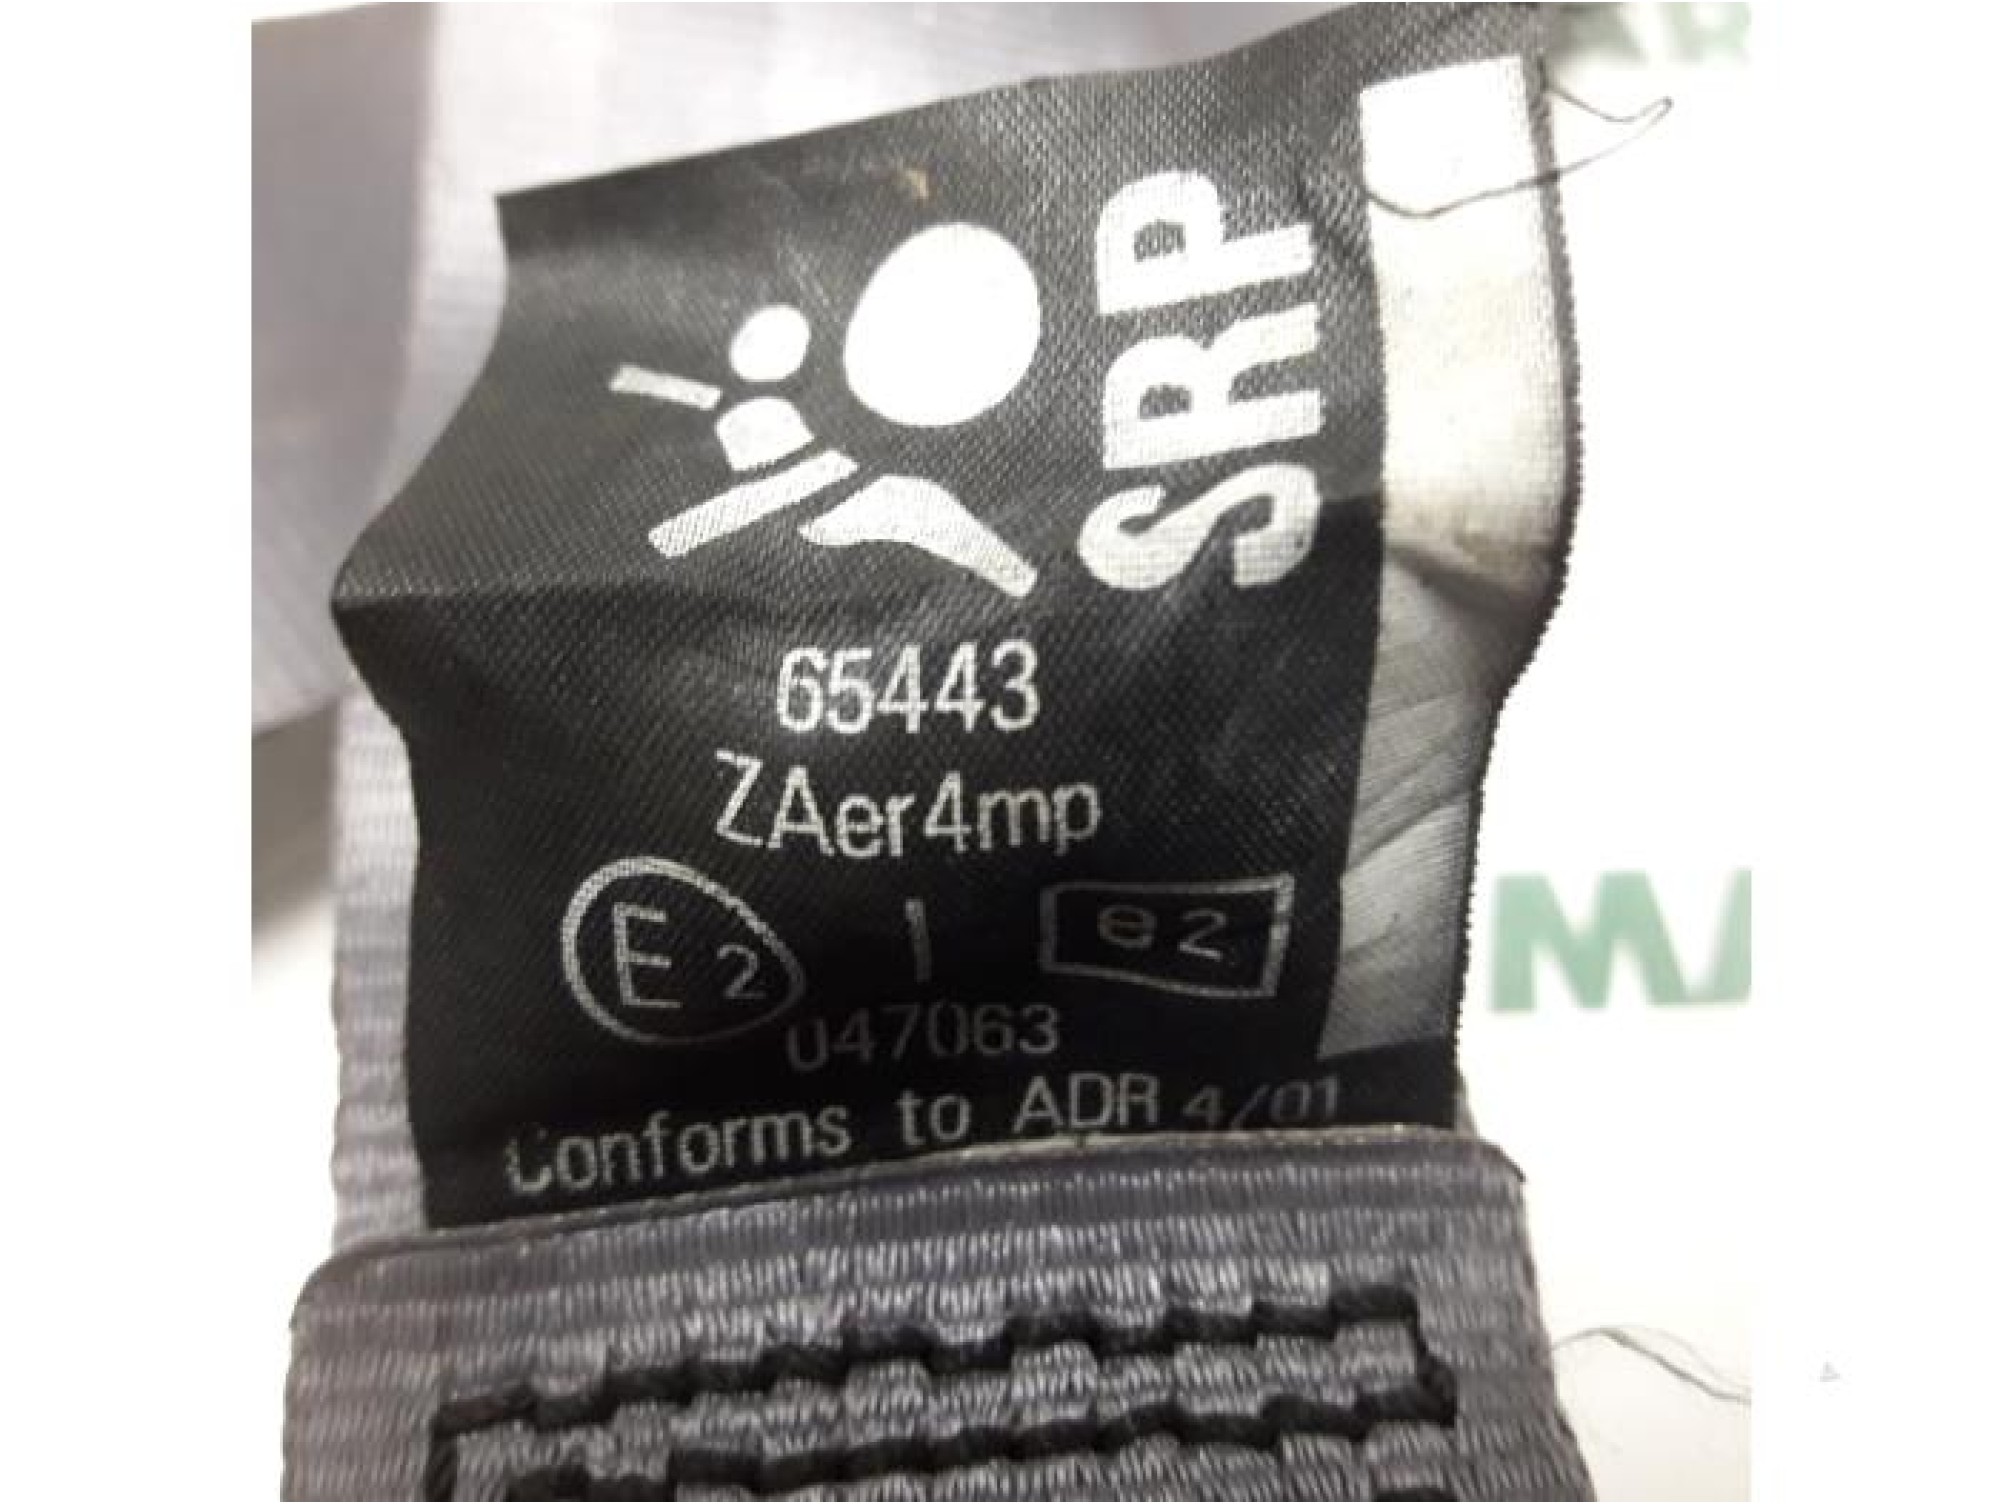 SRP
65443
ZAer4mp
E2 | e2
047063
Conforms to ADR 4/01